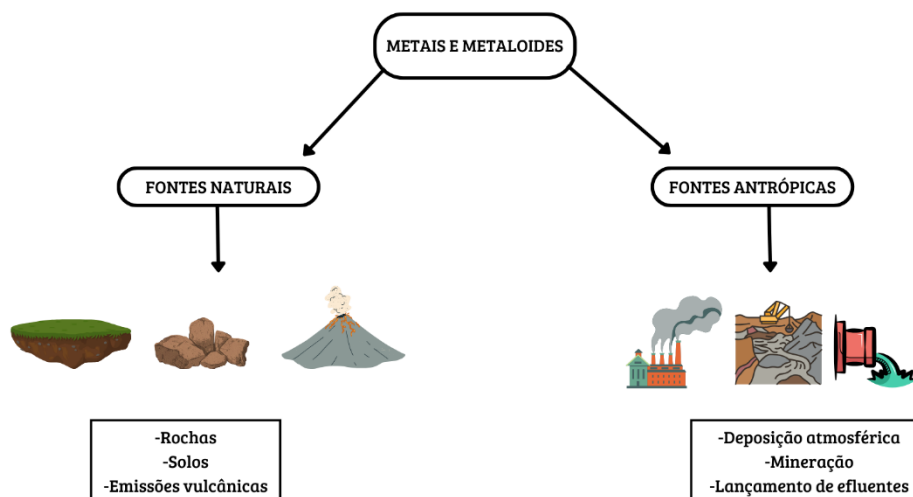 METAIS E METALOIDES
FONTES NATURAIS
FONTES ANTRÓPICAS
-Rochas
-Solos
-Emissões vulcânicas
-Deposição atmosférica
-Mineração
-Lançamento de efluentes